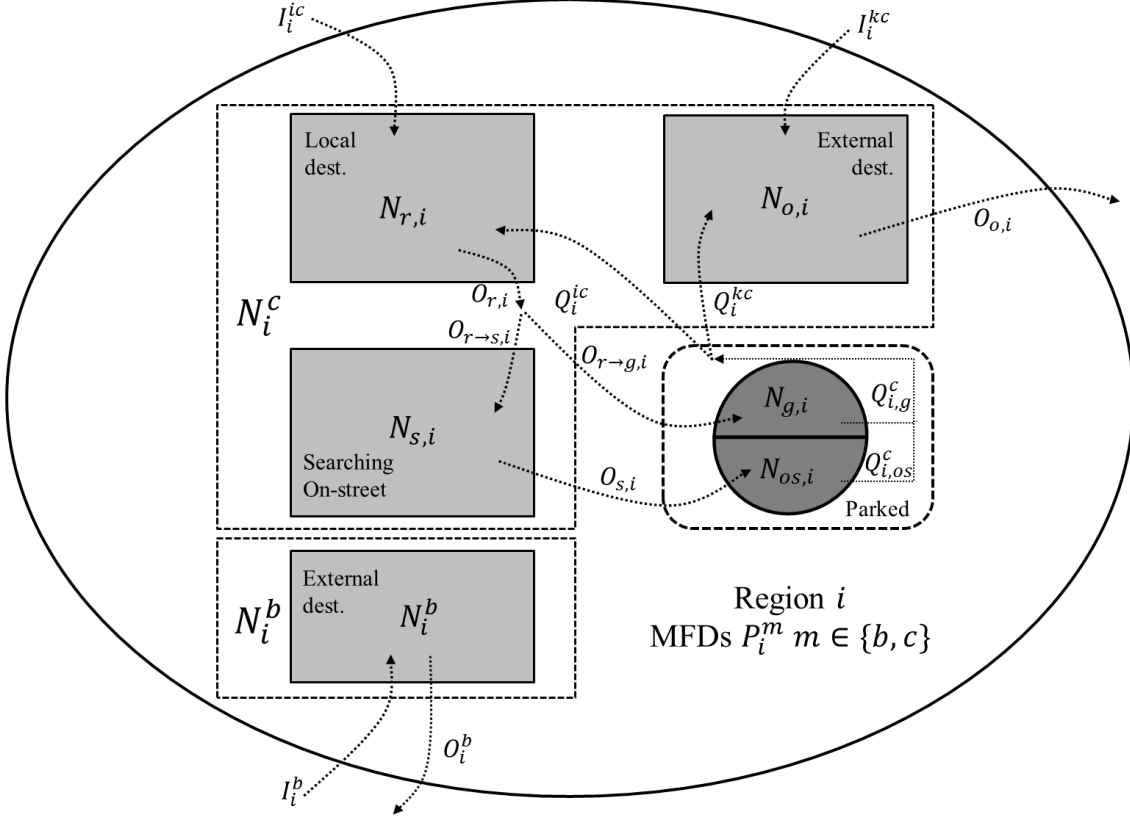 I_i^{ic}
I_i^{kc}
Local
dest.
N_{r,i}
External
dest.
N_{o,i}
O_{o,i}
O_{r,i}
Q_i^{ic}
Q_i^{kc}
N_i^c
O_{r→s,i}
O_{r→g,i}
N_{g,i}
Q_{i,g}^c
N_{s,i}
Searching
On-street
O_{s,i}
N_{os,i}
Q_{i,os}^c
Parked
External
dest.
N_i^b
N_i^b
Region i
MFDs P_i^m m ∈ {b, c}
O_i^b
I_i^b